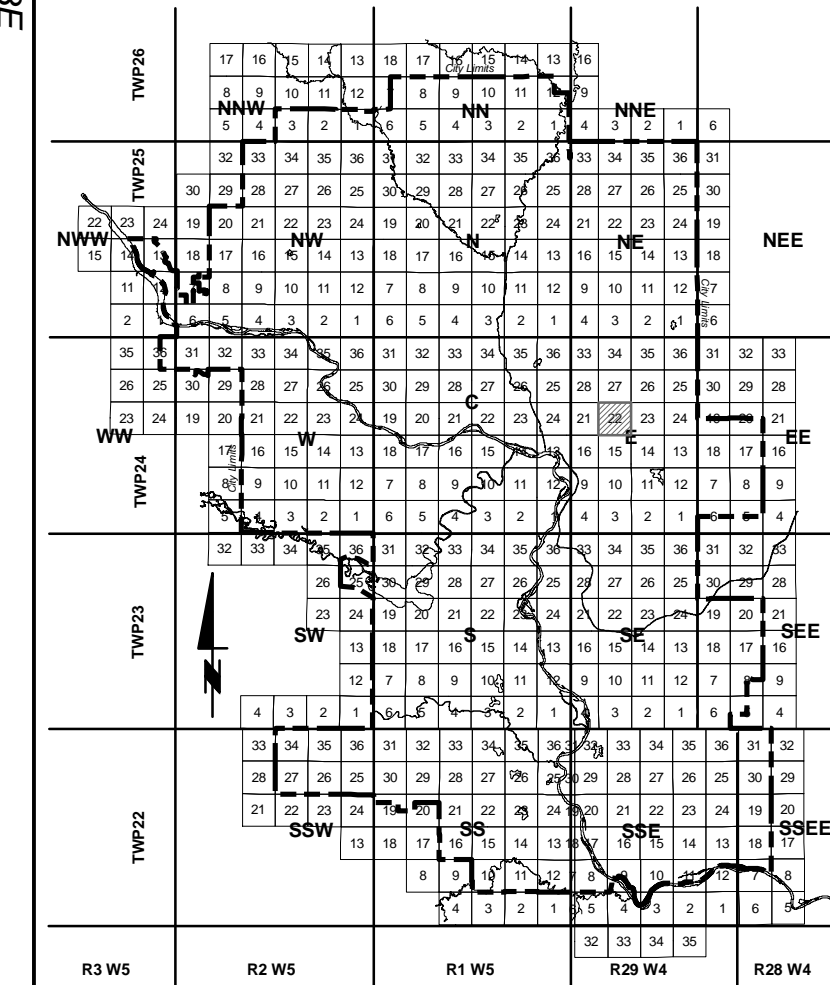 BE
TWP26
17 16 15 14 13 18 17 16 15 14 13 16
City Limits
8 9 10 11 12 8 9 10 11 12 9
NNW NN NNE
5 4 3 2 1 6 5 4 3 2 1 4 3 2 1 6
TWP25
32 33 34 35 36 31 32 33 34 35 36 33 34 35 36 31
30 29 28 27 26 25 30 29 28 27 26 25 28 27 26 25 30
22 23 24 19 20 21 22 23 24 19 20 21 22 23 24 21 22 23 24 19
NWW NW N NE NEE
15 14 13 18 17 16 15 14 13 18 17 16 15 14 13 16 15 14 13 18
11 12 8 9 10 11 12 7 8 9 10 11 12 9 10 11 12 7
City Limits
2 6 5 4 3 2 1 6 5 4 3 2 1 4 3 2 1 6
35 36 31 32 33 34 35 36 31 32 33 34 35 36 33 34 35 36 31 32 33
26 25 30 29 28 27 26 25 30 29 28 27 26 25 28 27 26 25 30 29 28
C
23 24 19 20 21 22 23 24 19 20 21 22 23 24 21 22 23 24 19 20 21
WW W E EE
17 16 15 14 13 18 17 16 15 14 13 16 15 14 13 18 17 16
City Limits
TWP24
8 9 10 11 12 7 8 9 10 11 12 9 10 11 12 7 8 9
5 4 3 2 1 6 5 4 3 2 1 4 3 2 1 6 5 4
32 33 34 35 36 31 32 33 34 35 36 33 34 35 36 31 32 33
26 25 30 29 28 27 26 25 28 27 26 25 30 29 28
TWP23
23 24 19 20 21 22 23 24 21 22 23 24 19 20 21
SW S SE SEE
13 18 17 16 15 14 13 16 15 14 13 18 17 16
N
12 7 8 9 10 11 12 9 10 11 12 7 8 9
4 3 2 1 6 5 4 3 2 1 4 3 2 1 6 4
33 34 35 36 31 32 33 34 35 36 31 32 33 34 35 36 31 32
28 27 26 25 30 29 28 27 26 25 30 29 28 27 26 25 30 29
21 22 23 24 19 20 21 22 23 24 19 20 21 22 23 24 19 20
SSW SS SSE SSEE
TWP22
13 18 17 16 15 14 13 18 17 16 15 14 13 18 17
8 9 10 11 12 7 8 9 10 11 12 7 8
4 3 2 1 6 5 4 3 2 1 6 5
32 33 34 35
R3 W5 R2 W5 R1 W5 R29 W4 R28 W4